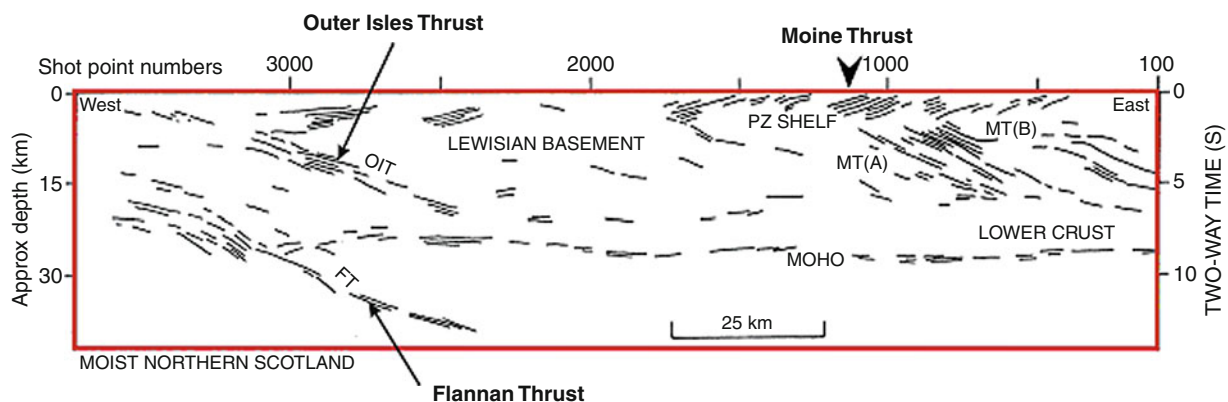 Outer Isles Thrust
Moine Thrust
Shot point numbers
3000
2000
1000
100
0
West
East
0
PZ SHELF
MT(B)
LEWISIAN BASEMENT
OIT
MT(A)
15
5
LOWER CRUST
MOHO
30
FT
10
25 km
Approx depth (km)
TWO-WAY TIME (S)
MOIST NORTHERN SCOTLAND
Flannan Thrust